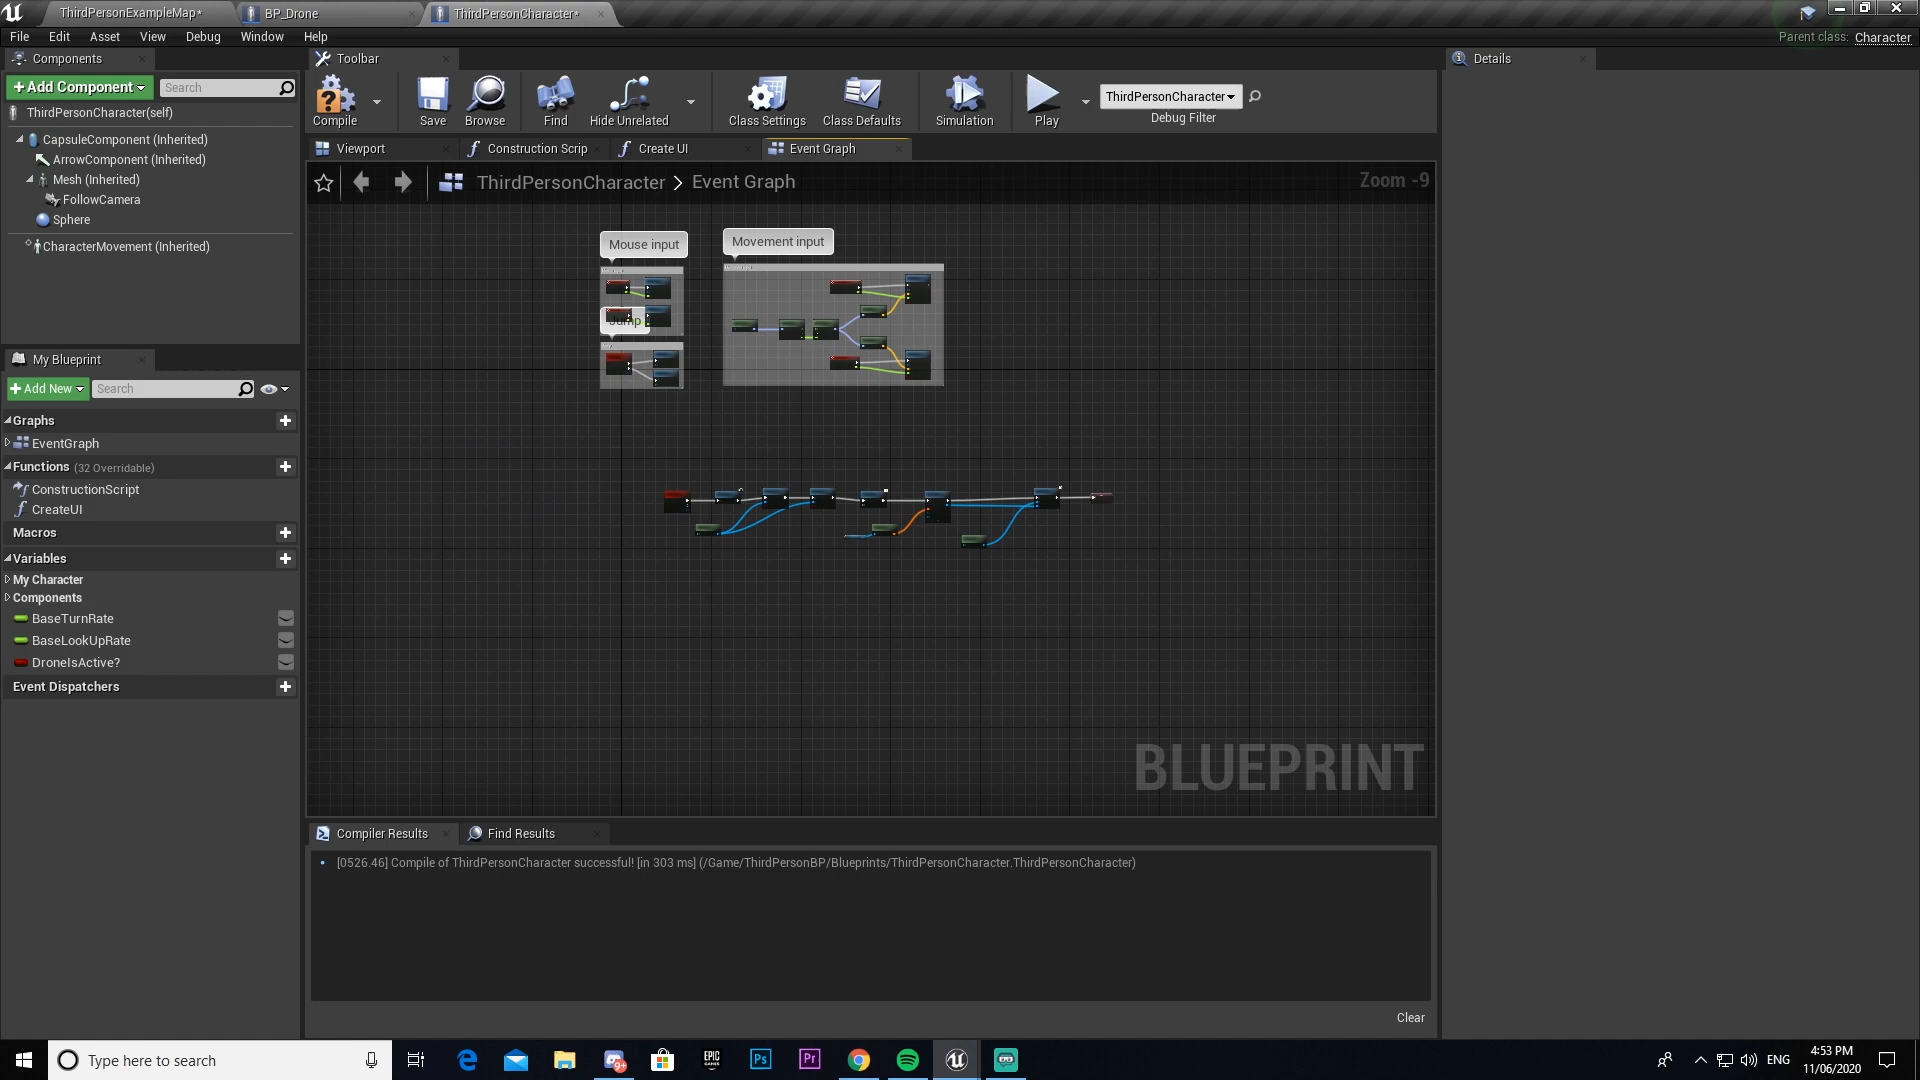 ThirdPersonExampleMap*
BP_Drone
ThirdPersonCharacter*
File
Edit
Asset
View
Debug
Window
Help
Parent class: Character
Components
Toolbar
Details
Add Component
Search
ThirdPersonCharacter(self)
CapsuleComponent (Inherited)
ArrowComponent (Inherited)
Mesh (Inherited)
FollowCamera
Sphere
CharacterMovement (Inherited)
Compile
Save
Browse
Find
Hide Unrelated
Class Settings
Class Defaults
Simulation
Play
ThirdPersonCharacter
Debug Filter
Viewport
Construction Scrip
Create UI
Event Graph
ThirdPersonCharacter > Event Graph
Zoom -9
Mouse input
Movement input
Jump
BLUEPRINT
My Blueprint
Add New
Search
Graphs
EventGraph
Functions (32 Overridable)
ConstructionScript
CreateUI
Macros
Variables
My Character
Components
BaseTurnRate
BaseLookUpRate
DroneIsActive?
Event Dispatchers
Compiler Results
Find Results
[0526.46] Compile of ThirdPersonCharacter successful! [in 303 ms] (/Game/ThirdPersonBP/Blueprints/ThirdPersonCharacter.ThirdPersonCharacter)
Clear
Type here to search
9+
EPIC
GAMES
Ps
Pr
ENG
4:53 PM
11/06/2020